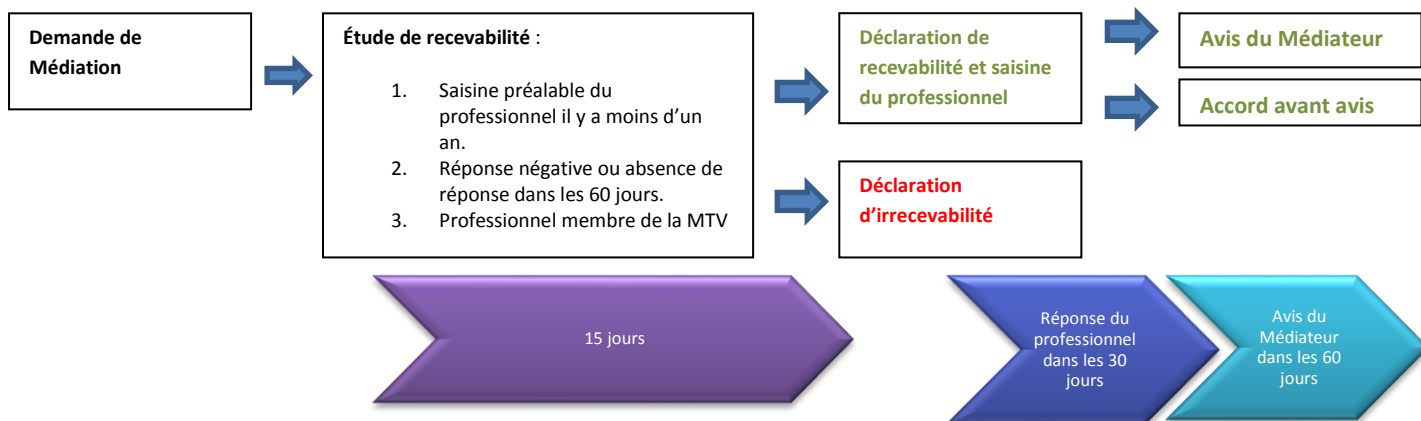 Demande de
Médiation
Étude de recevabilité :
1. Saisine préalable du
professionnel il y a moins d’un
an.
2. Réponse négative ou absence de
réponse dans les 60 jours.
3. Professionnel membre de la MTV
Déclaration de
recevabilité et saisine
du professionnel
Déclaration
d’irrecevabilité
Avis du Médiateur
Accord avant avis
15 jours
Réponse du
professionnel
dans les 30
jours
Avis du
Médiateur
dans les 60
jours